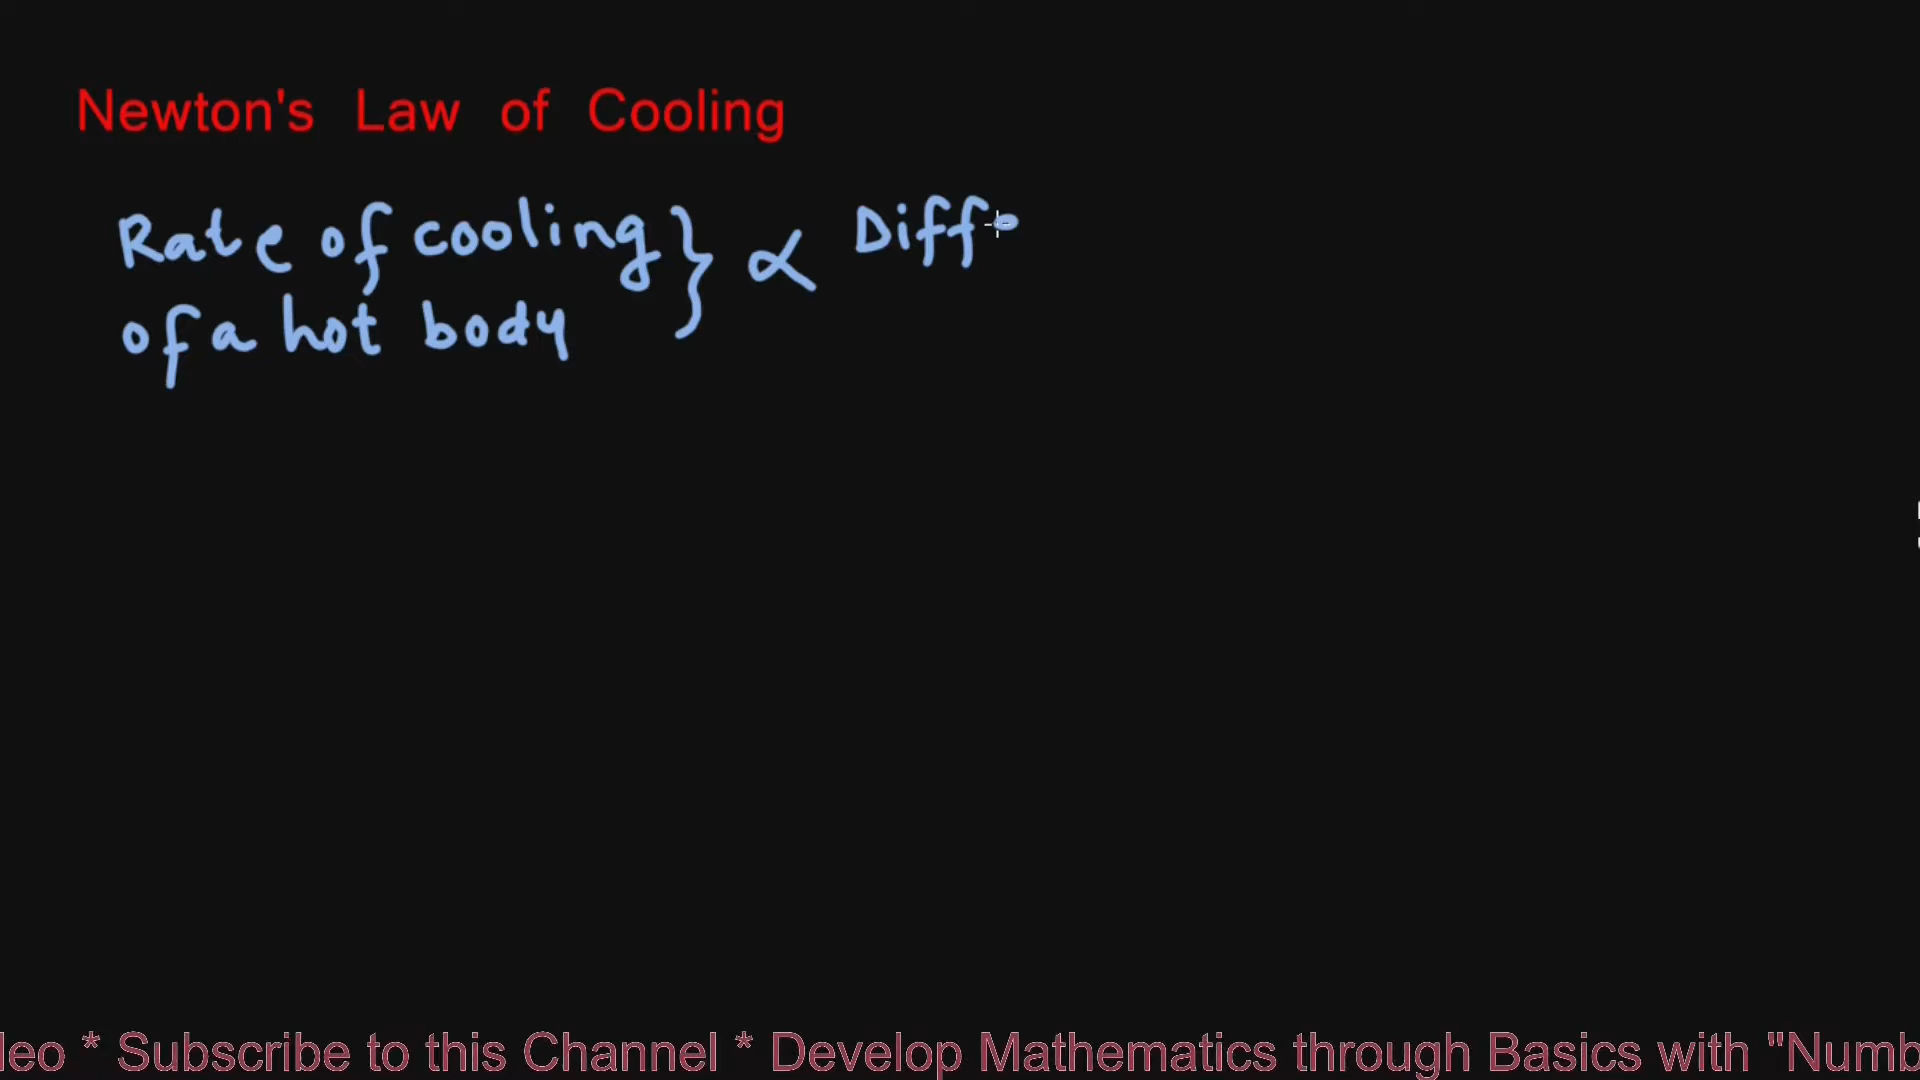 Newton's Law of Cooling
Rate of cooling } ∝ Diffe
of a hot body
leo * Subscribe to this Channel * Develop Mathematics through Basics with "Numb